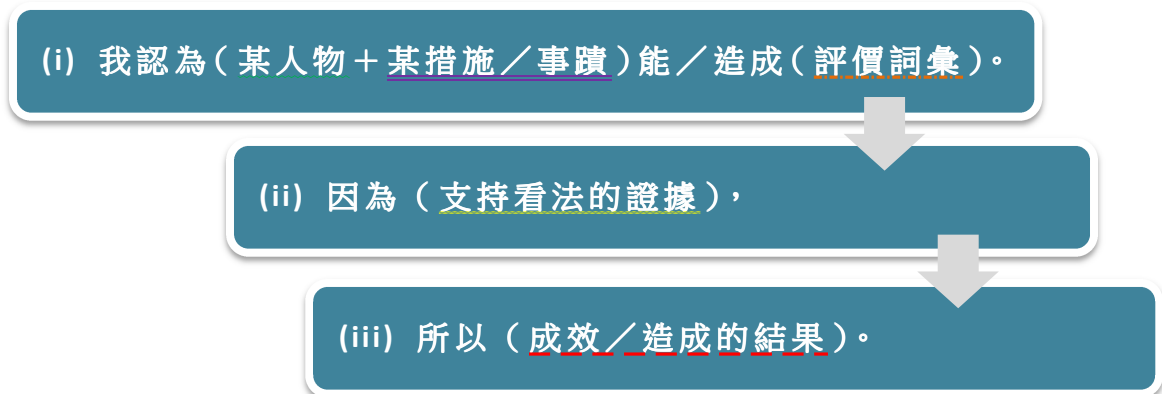 (i) 我認為（某人物＋某措施／事蹟）能／造成（評價詞彙）。
(ii) 因為（支持看法的證據），
(iii) 所以（成效／造成的結果）。